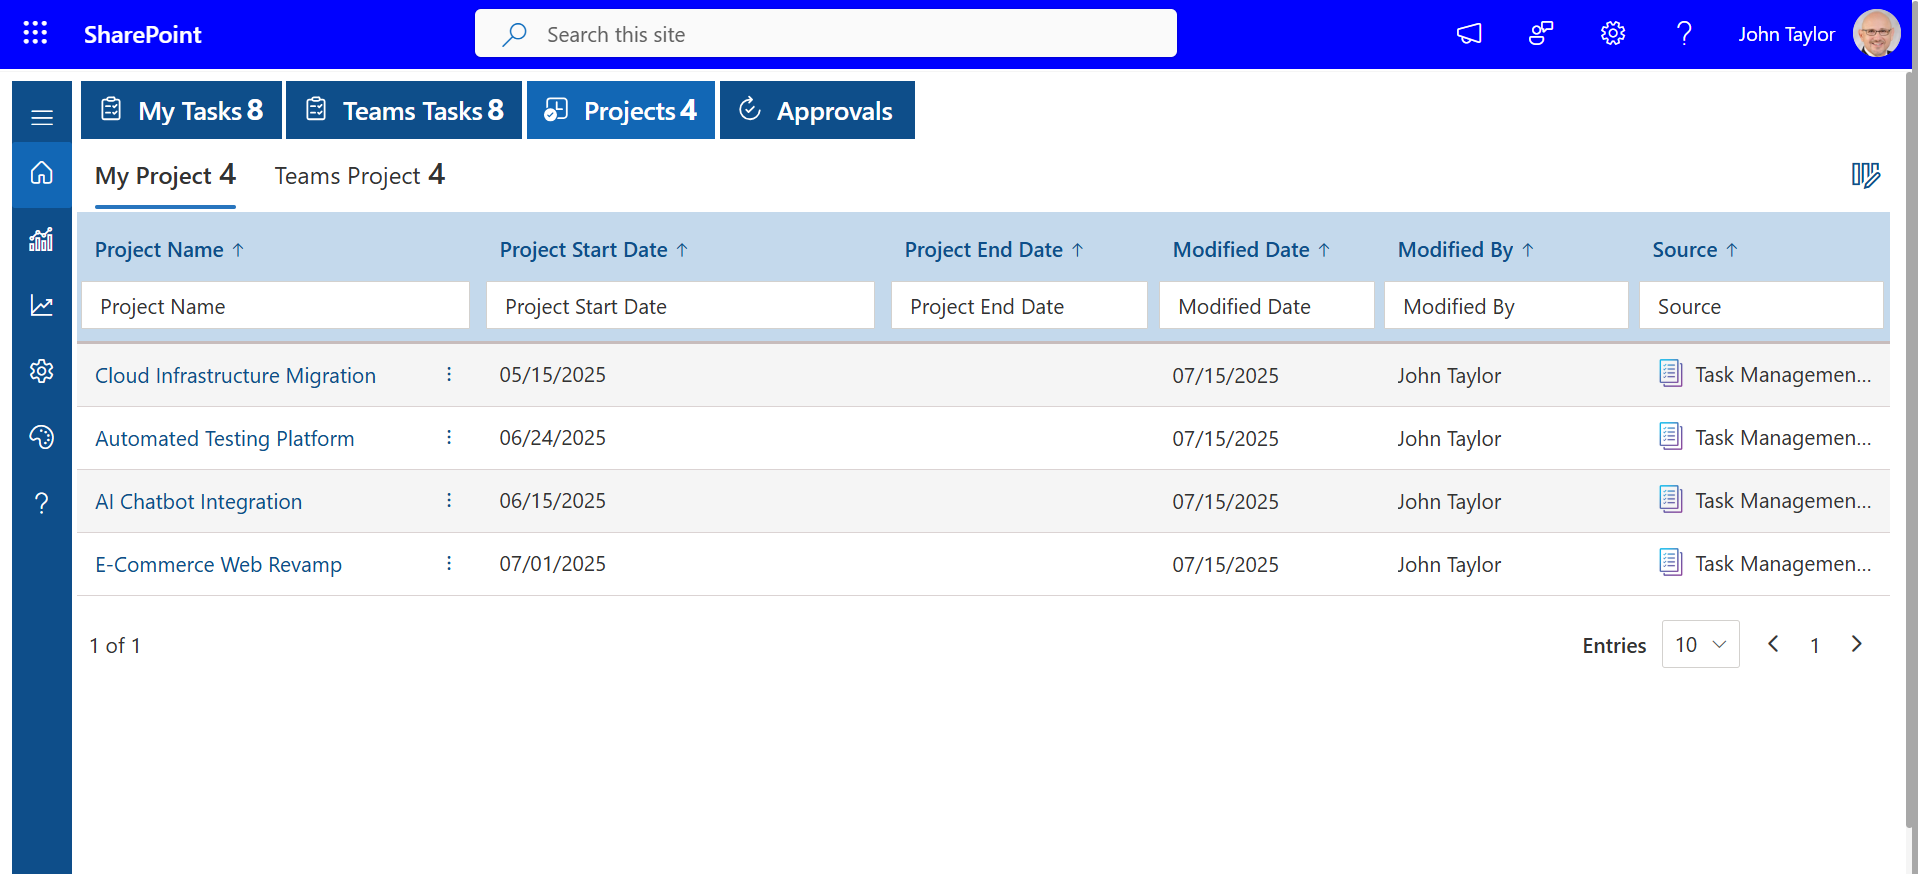 SharePoint
Search this site
John Taylor
My Tasks 8
Teams Tasks 8
Projects 4
Approvals
My Project 4
Teams Project 4
Project Name ↑
Project Start Date ↑
Project End Date ↑
Modified Date ↑
Modified By ↑
Source ↑
Project Name
Project Start Date
Project End Date
Modified Date
Modified By
Source
Cloud Infrastructure Migration
05/15/2025
07/15/2025
John Taylor
Task Managemen...
Automated Testing Platform
06/24/2025
07/15/2025
John Taylor
Task Managemen...
AI Chatbot Integration
06/15/2025
07/15/2025
John Taylor
Task Managemen...
E-Commerce Web Revamp
07/01/2025
07/15/2025
John Taylor
Task Managemen...
1 of 1
Entries
10
1